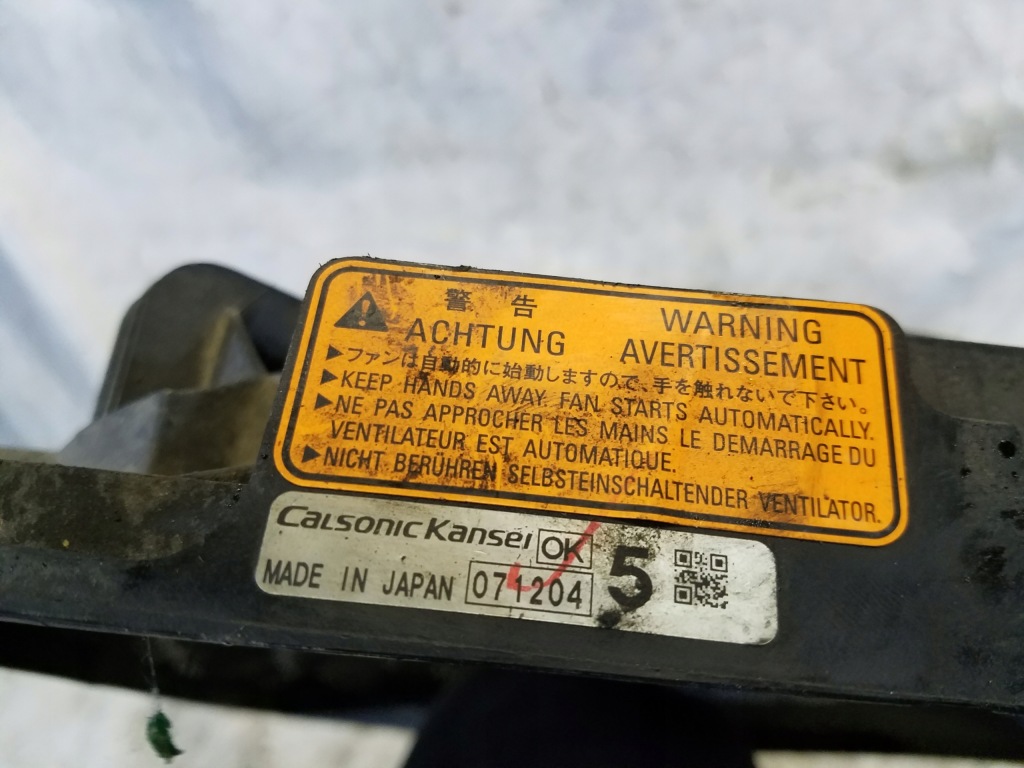 警告 WARNING
ACHTUNG AVERTISSEMENT
▶ファンは自動的に始動しますので、手を触れないで下さい。
▶KEEP HANDS AWAY. FAN STARTS AUTOMATICALLY.
▶NE PAS APPROCHER LES MAINS LE DEMARRAGE DU
VENTILATEUR EST AUTOMATIQUE.
▶NICHT BERÜHREN SELBSTEINSCHALTENDER VENTILATOR.
CALSONIC KANSEI OK 5
MADE IN JAPAN 071204